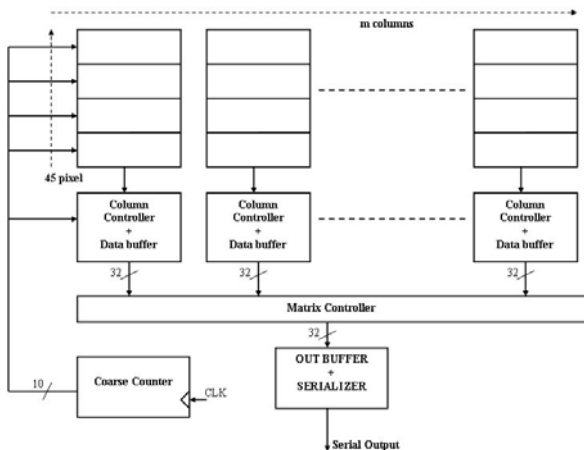 m columns
45 pixel
Column
Controller
+
Data buffer
Column
Controller
+
Data buffer
Column
Controller
+
Data buffer
32
32
32
Matrix Controller
32
10
Coarse Counter
CLK
OUT BUFFER
+
SERIALIZER
Serial Output